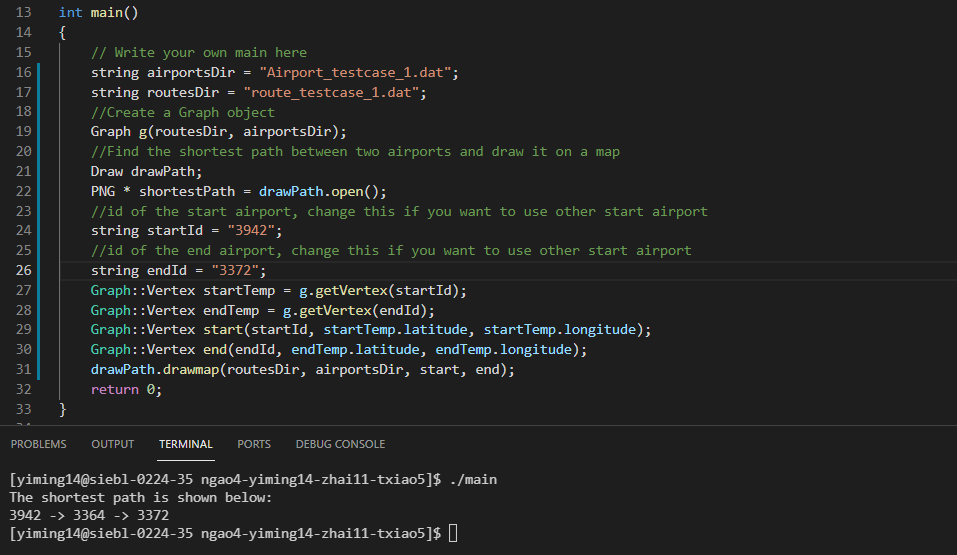 13 int main()
14 {
15 // Write your own main here
16 string airportsDir = "Airport_testcase_1.dat";
17 string routesDir = "route_testcase_1.dat";
18 //Create a Graph object
19 Graph g(routesDir, airportsDir);
20 //Find the shortest path between two airports and draw it on a map
21 Draw drawPath;
22 PNG * shortestPath = drawPath.open();
23 //id of the start airport, change this if you want to use other start airport
24 string startId = "3942";
25 //id of the end airport, change this if you want to use other start airport
26 string endId = "3372";
27 Graph::Vertex startTemp = g.getVertex(startId);
28 Graph::Vertex endTemp = g.getVertex(endId);
29 Graph::Vertex start(startId, startTemp.latitude, startTemp.longitude);
30 Graph::Vertex end(endId, endTemp.latitude, endTemp.longitude);
31 drawPath.drawmap(routesDir, airportsDir, start, end);
32 return 0;
33 }
PROBLEMS OUTPUT TERMINAL PORTS DEBUG CONSOLE
[yiming14@siebl-0224-35 ngao4-yiming14-zhai11-txiao5]$ ./main
The shortest path is shown below:
3942 -> 3364 -> 3372
[yiming14@siebl-0224-35 ngao4-yiming14-zhai11-txiao5]$